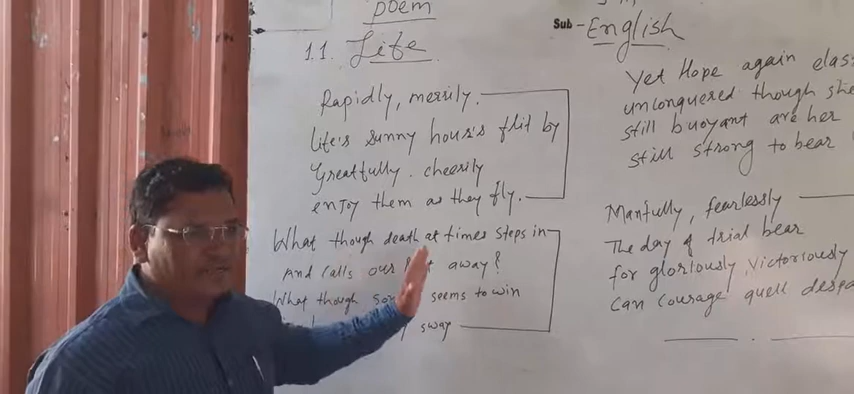 poem
1.1. Life
Rapidly, merrily.
life's sunny hours's flit by
Greatfully. cheerily
enjoy them as they fly.
What though death at times steps in
And calls our away?
What though seems to win
sway
Sub - English
Yet Hope again
unconquered though
still buoyant are her
still strong to bear
Manfully, fearlessly
The day of trial bear
for gloriously, victoriously
can courage quell